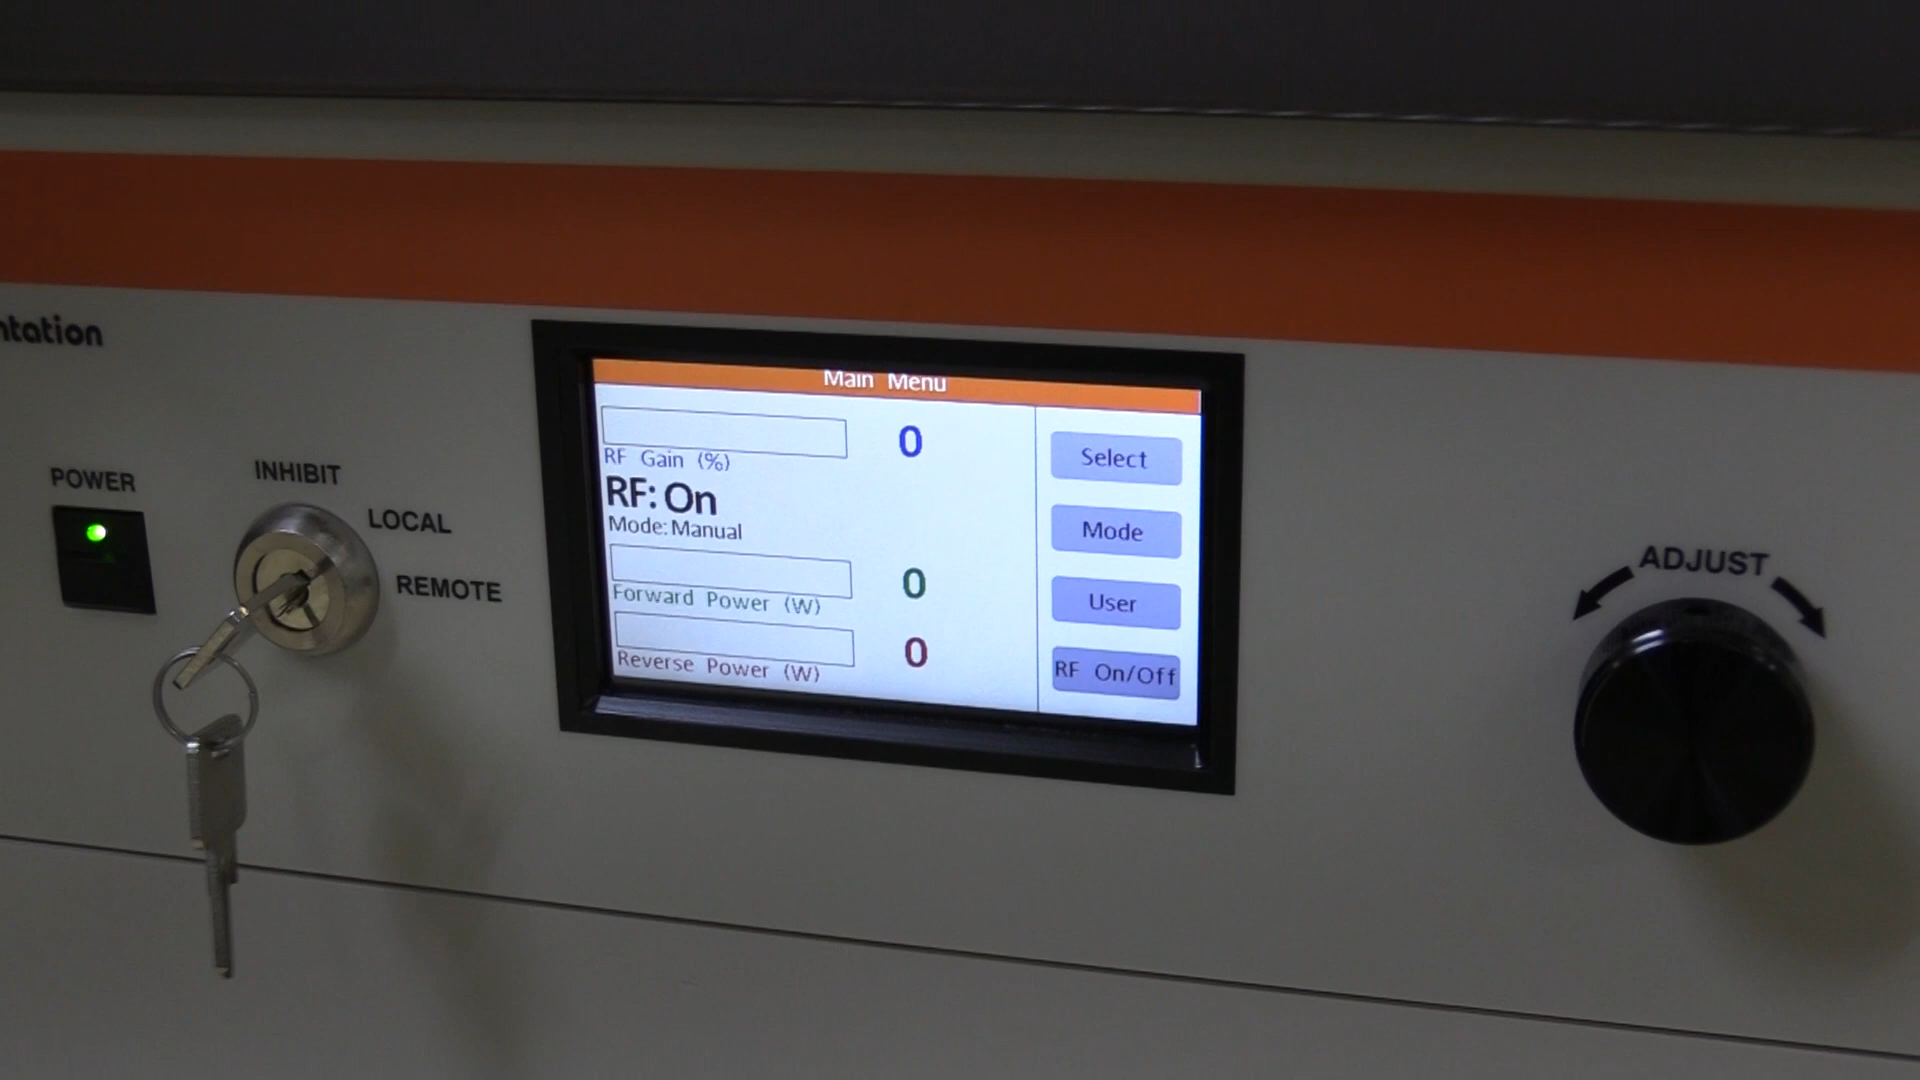 ntation
POWER
INHIBIT
LOCAL
REMOTE
Main Menu
0
RF Gain (%)
RF: On
Mode: Manual
0
Forward Power (W)
0
Reverse Power (W)
Select
Mode
User
RF On/Off
ADJUST